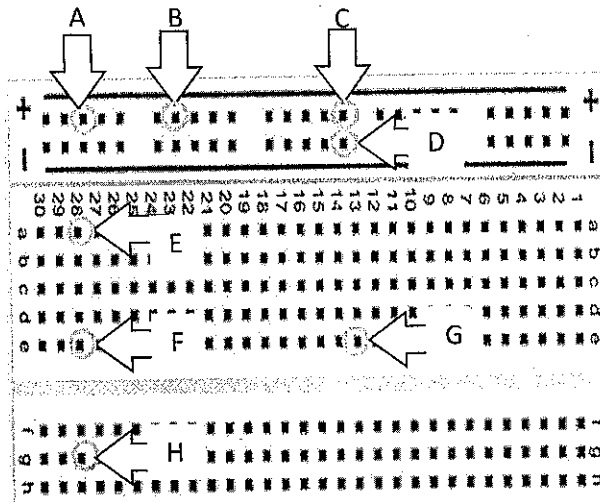 A B C
+ +
D
30 29 28 27 26 25 24 23 22 21 20 19 18 17 16 15 14 13 12 11 10 9 8 7 6 5 4 3 2 1
a a
E
b b
c c
d d
e F G e
f f
g H g
h h